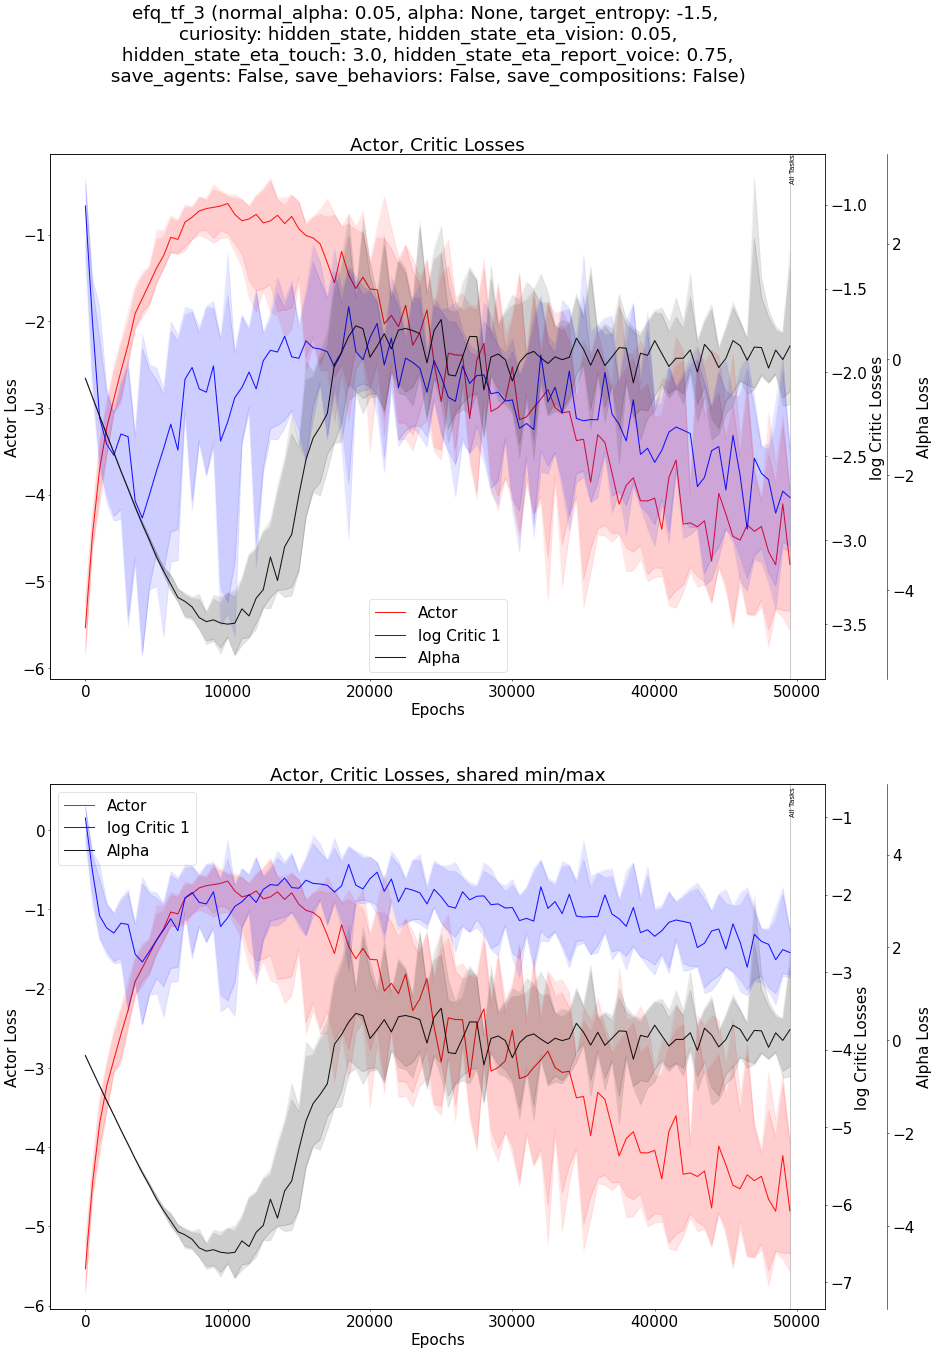 efq_tf_3 (normal_alpha: 0.05, alpha: None, target_entropy: -1.5,
curiosity: hidden_state, hidden_state_eta_vision: 0.05,
hidden_state_eta_touch: 3.0, hidden_state_eta_report_voice: 0.75,
save_agents: False, save_behaviors: False, save_compositions: False)
Actor, Critic Losses
All Tasks
−1
−2
−3
−4
−5
−6
Actor Loss
−1.0
−1.5
−2.0
−2.5
−3.0
−3.5
log Critic Losses
2
0
−2
−4
Alpha Loss
Actor
log Critic 1
Alpha
0
10000
20000
30000
40000
50000
Epochs
Actor, Critic Losses, shared min/max
All Tasks
Actor
log Critic 1
Alpha
0
−1
−2
−3
−4
−5
−6
Actor Loss
−1
−2
−3
−4
−5
−6
−7
log Critic Losses
4
2
0
−2
−4
Alpha Loss
0
10000
20000
30000
40000
50000
Epochs